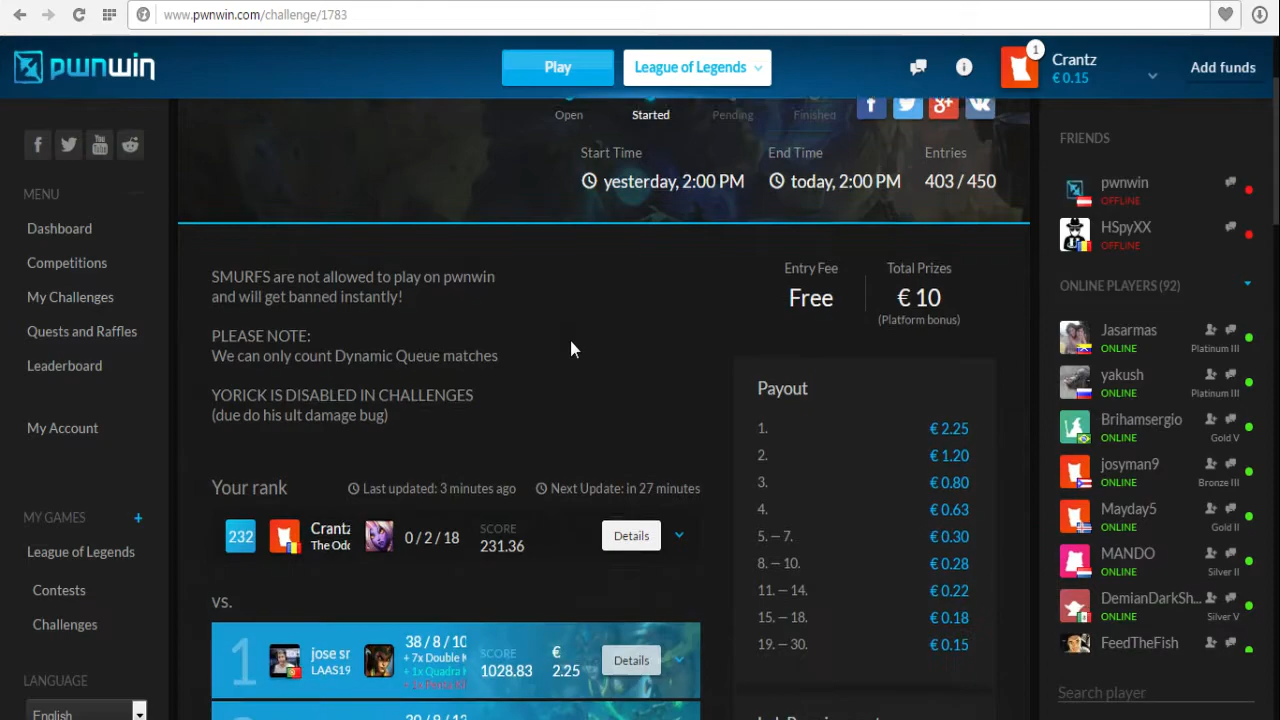 www.pwnwin.com/challenge/1783
pwnwin
Play
League of Legends
1
Crantz
€ 0.15
Add funds
Open
Started
Pending
Finished
Start Time
yesterday, 2:00 PM
End Time
today, 2:00 PM
Entries
403 / 450
MENU
Dashboard
Competitions
My Challenges
Quests and Raffles
Leaderboard
My Account
MY GAMES +
League of Legends
Contests
Challenges
LANGUAGE
English
SMURFS are not allowed to play on pwnwin
and will get banned instantly!
PLEASE NOTE:
We can only count Dynamic Queue matches
YORICK IS DISABLED IN CHALLENGES
(due do his ult damage bug)
Entry Fee
Free
Total Prizes
€ 10
(Platform bonus)
Your rank
Last updated: 3 minutes ago
Next Update: in 27 minutes
232
Crantz
The Odd
0 / 2 / 18
SCORE
231.36
Details
VS.
1
jose sr
LAAS19
38 / 8 / 10
+ 7x Double K
+ 1x Quadra K
SCORE
1028.83
€
2.25
Details
Payout
1. € 2.25
2. € 1.20
3. € 0.80
4. € 0.63
5. – 7. € 0.30
8. – 10. € 0.28
11. – 14. € 0.22
15. – 18. € 0.18
19. – 30. € 0.15
FRIENDS
pwnwin
OFFLINE
HSpyXX
OFFLINE
ONLINE PLAYERS (92)
Jasarmas
ONLINE Platinum III
yakush
ONLINE Platinum III
Brihamsergio
ONLINE Gold V
josyman9
ONLINE Bronze III
Mayday5
ONLINE Gold II
MANDO
ONLINE Silver II
DemianDarkSh...
ONLINE Silver V
FeedTheFish
Search player